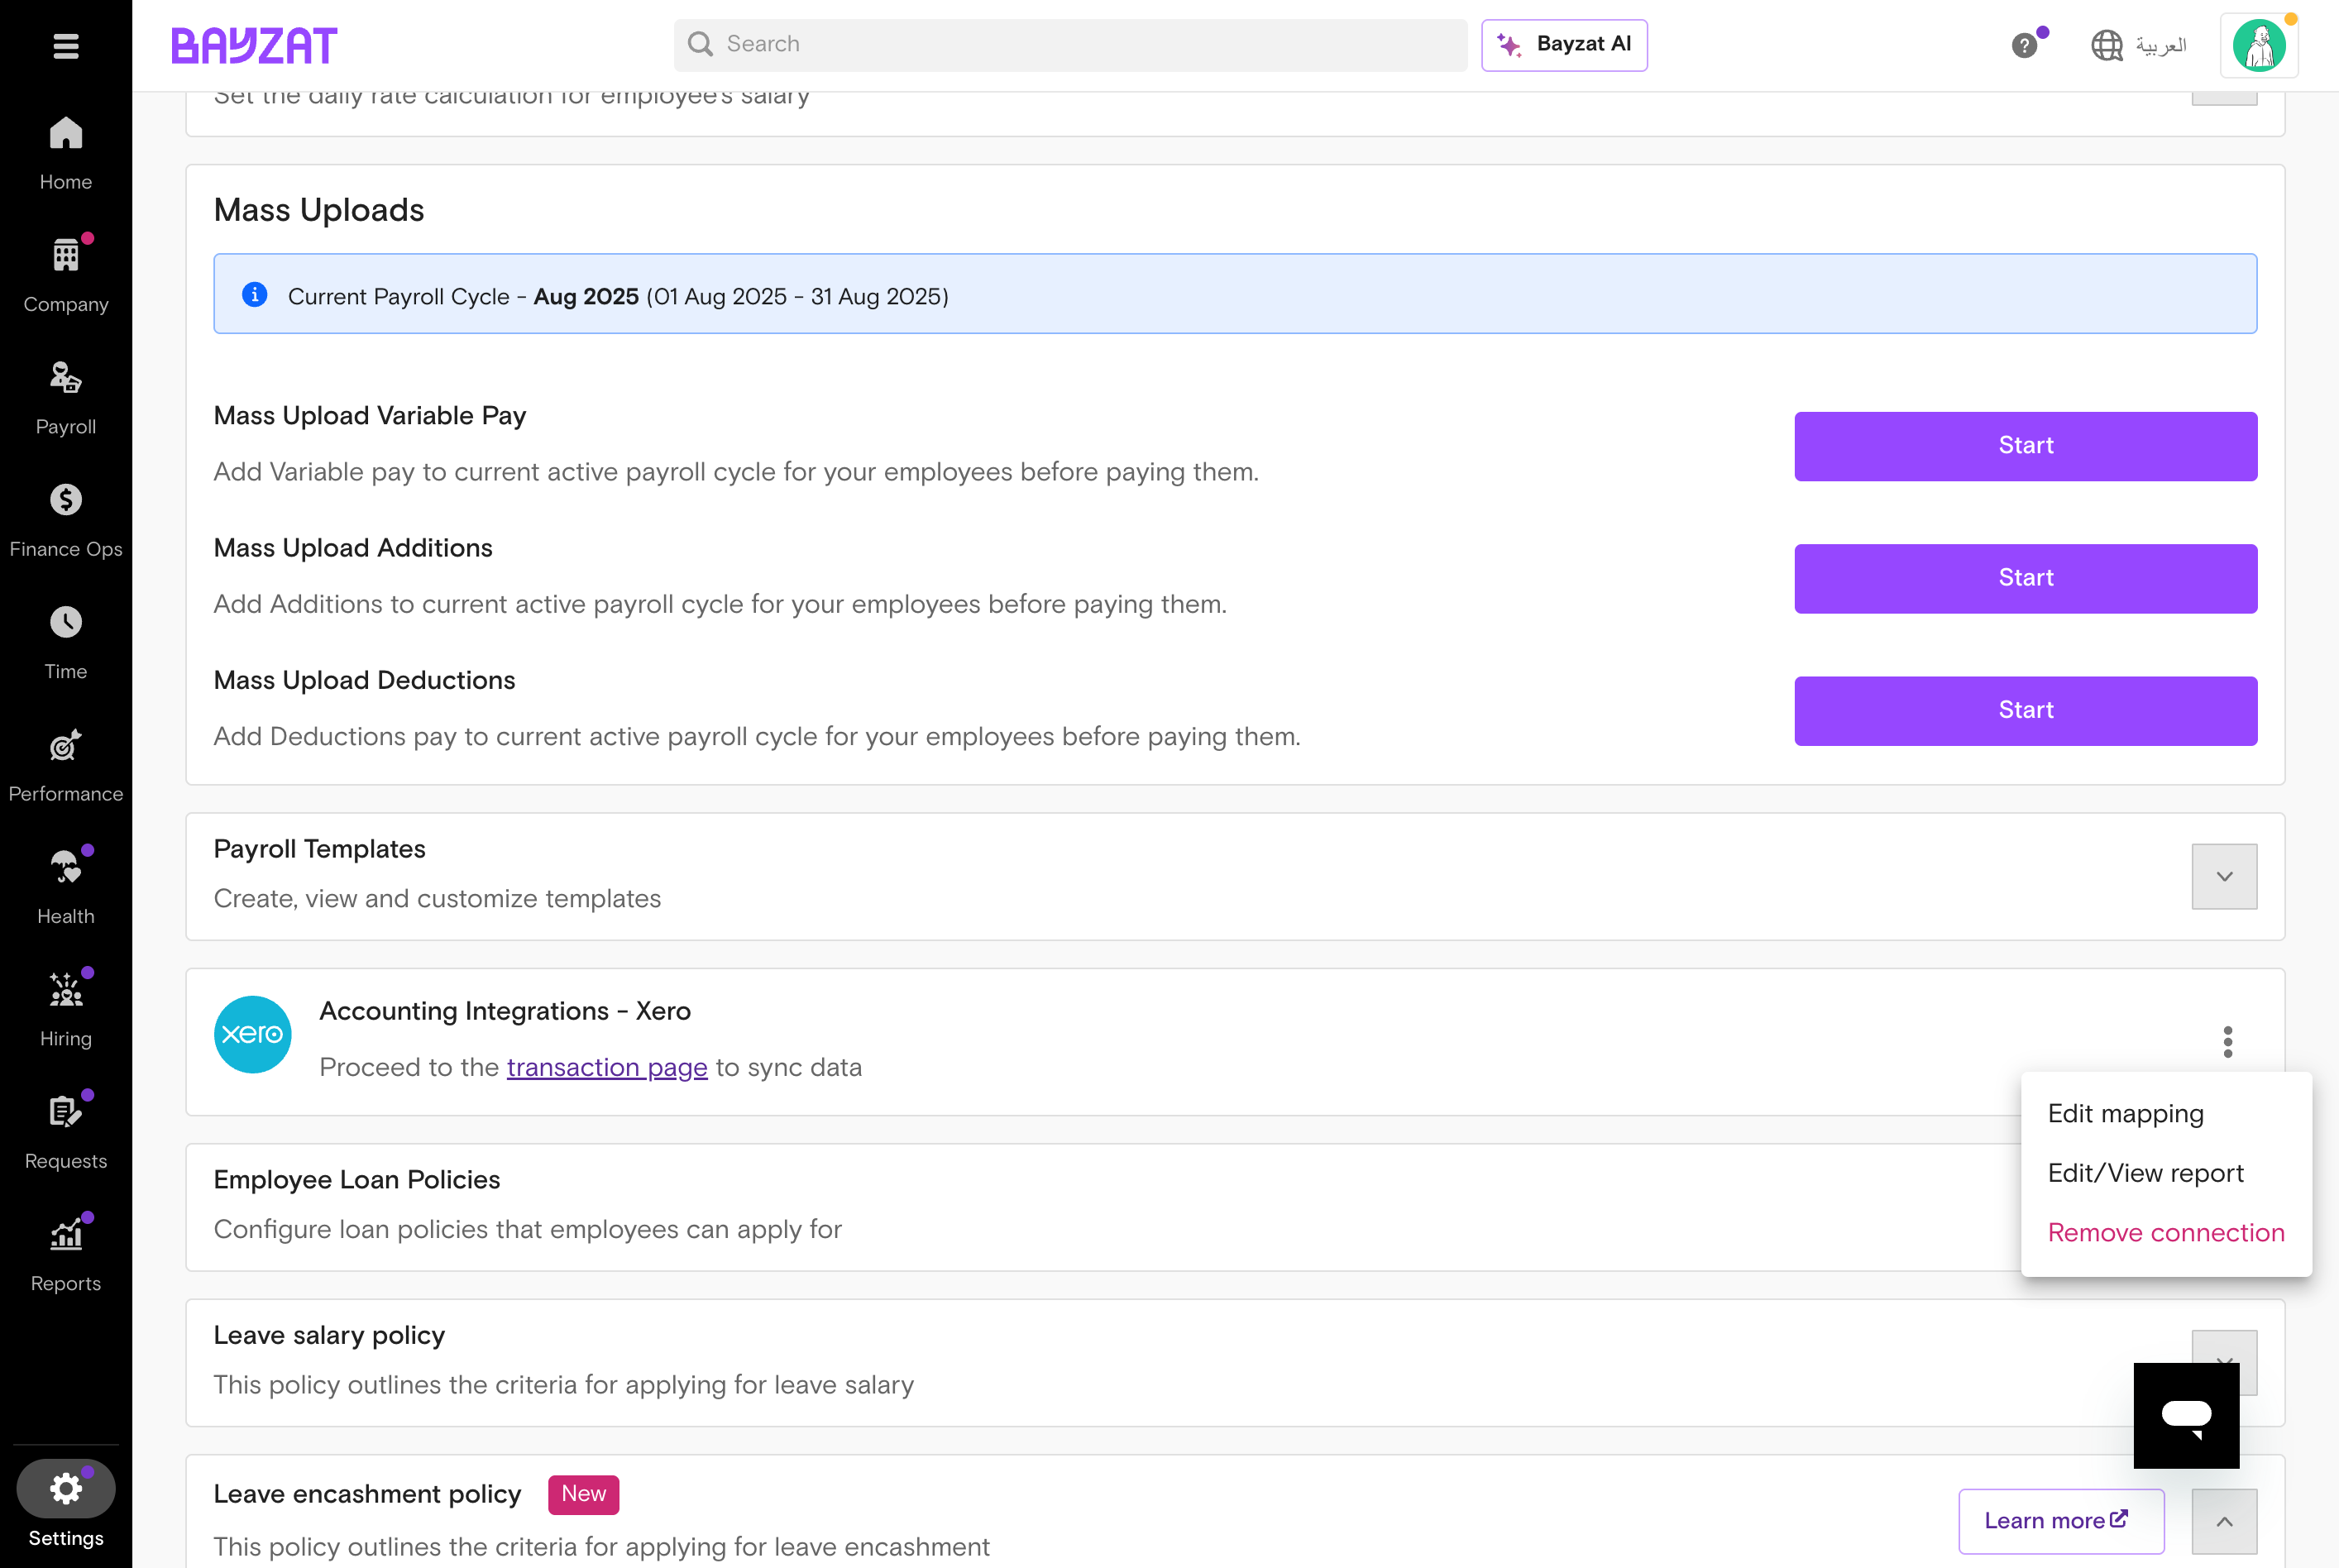 BAYZAT
Search
Bayzat AI
العربية
Home
Company
Payroll
Finance Ops
Time
Performance
Health
Hiring
Requests
Reports
Settings
Set the daily rate calculation for employee's salary
Mass Uploads
Current Payroll Cycle - Aug 2025 (01 Aug 2025 - 31 Aug 2025)
Mass Upload Variable Pay
Add Variable pay to current active payroll cycle for your employees before paying them.
Start
Mass Upload Additions
Add Additions to current active payroll cycle for your employees before paying them.
Start
Mass Upload Deductions
Add Deductions pay to current active payroll cycle for your employees before paying them.
Start
Payroll Templates
Create, view and customize templates
xero
Accounting Integrations - Xero
Proceed to the transaction page to sync data
Edit mapping
Edit/View report
Remove connection
Employee Loan Policies
Configure loan policies that employees can apply for
Leave salary policy
This policy outlines the criteria for applying for leave salary
Leave encashment policy New
This policy outlines the criteria for applying for leave encashment
Learn more